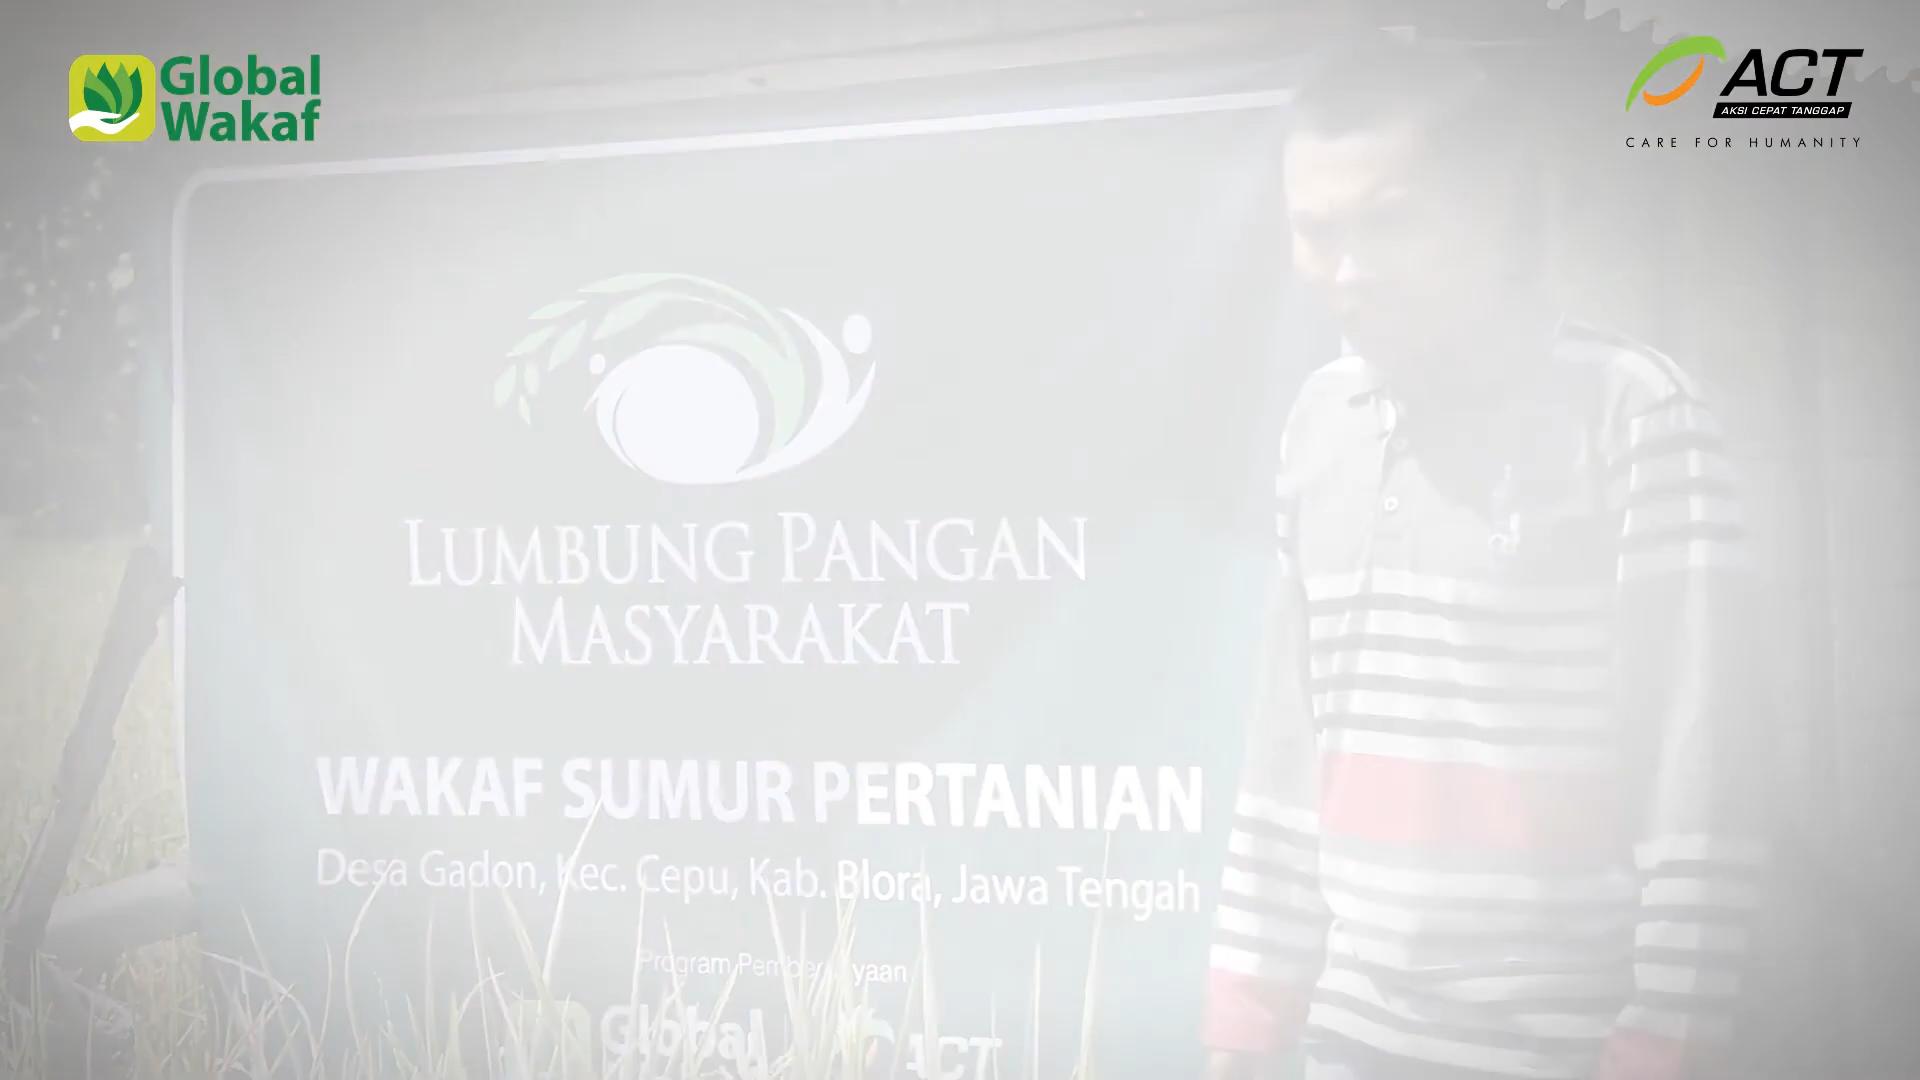 Global
Wakaf
ACT
AKSI CEPAT TANGGAP
CARE FOR HUMANITY
LUMBUNG PANGAN
MASYARAKAT
WAKAF SUMUR PERTANIAN
Desa Gadon, Kec. Cepu, Kab. Blora, Jawa Tengah
Program
Global
ACT